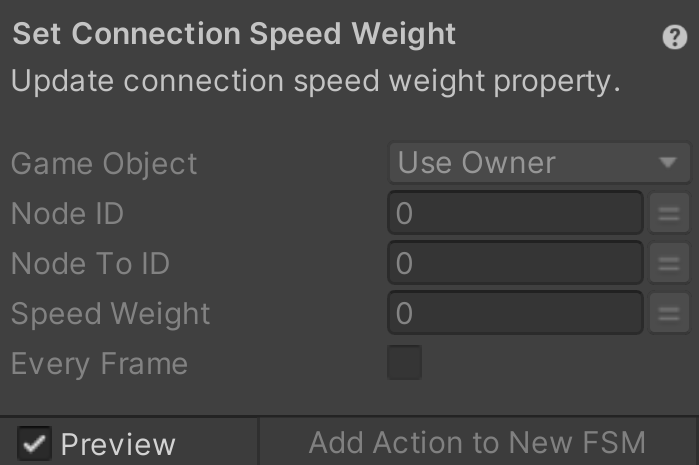 Set Connection Speed Weight ?
Update connection speed weight property.
Game Object Use Owner
Node ID 0 =
Node To ID 0 =
Speed Weight 0 =
Every Frame
Preview Add Action to New FSM